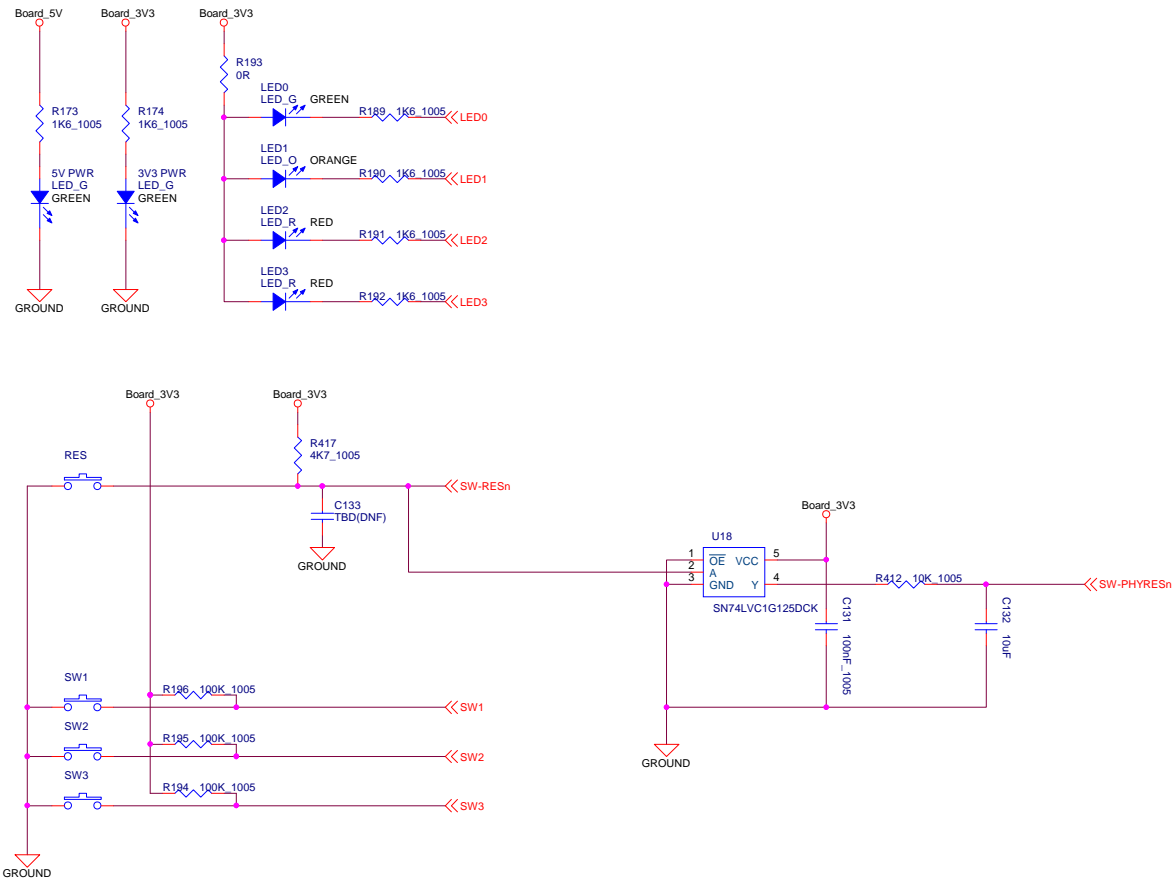 Board_5V
Board_3V3
Board_3V3
R173
1K6_1005
R174
1K6_1005
R193
0R
5V PWR
LED_G
GREEN
3V3 PWR
LED_G
GREEN
GROUND
GROUND
LED0
LED_G GREEN
R189 1K6_1005
LED0
LED1
LED_O ORANGE
R190 1K6_1005
LED1
LED2
LED_R RED
R191 1K6_1005
LED2
LED3
LED_R RED
R192 1K6_1005
LED3
Board_3V3
Board_3V3
R417
4K7_1005
RES
SW-RESn
C133
TBD(DNF)
GROUND
Board_3V3
U18
1 OE VCC 5
2 A
3 GND Y 4
SN74LVC1G125DCK
R412 10K_1005
SW-PHYRESn
C131 100nF_1005
C132 10uF
GROUND
SW1
R196 100K_1005
SW1
SW2
R195 100K_1005
SW2
SW3
R194 100K_1005
SW3
GROUND